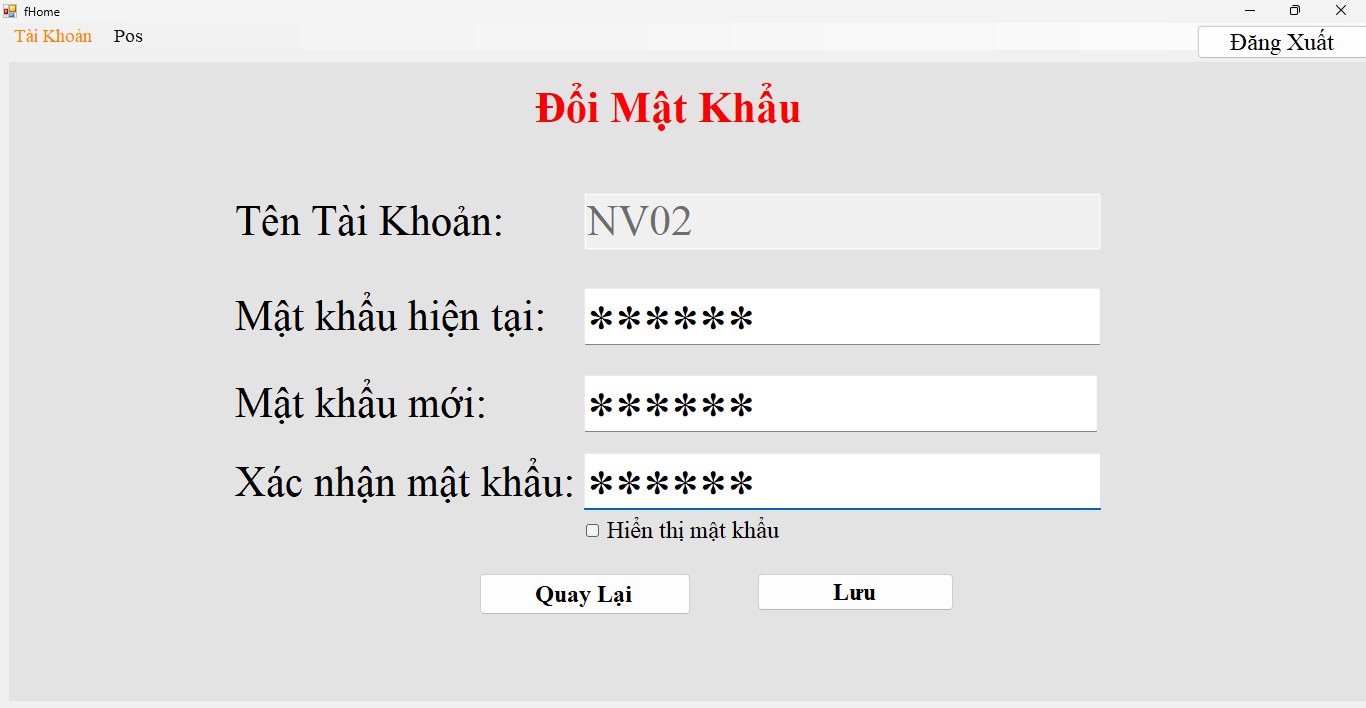 fHome
Tài Khoản Pos
Đăng Xuất
Đổi Mật Khẩu
Tên Tài Khoản: NV02
Mật khẩu hiện tại: ******
Mật khẩu mới: ******
Xác nhận mật khẩu: ******
Hiển thị mật khẩu
Quay Lại Lưu